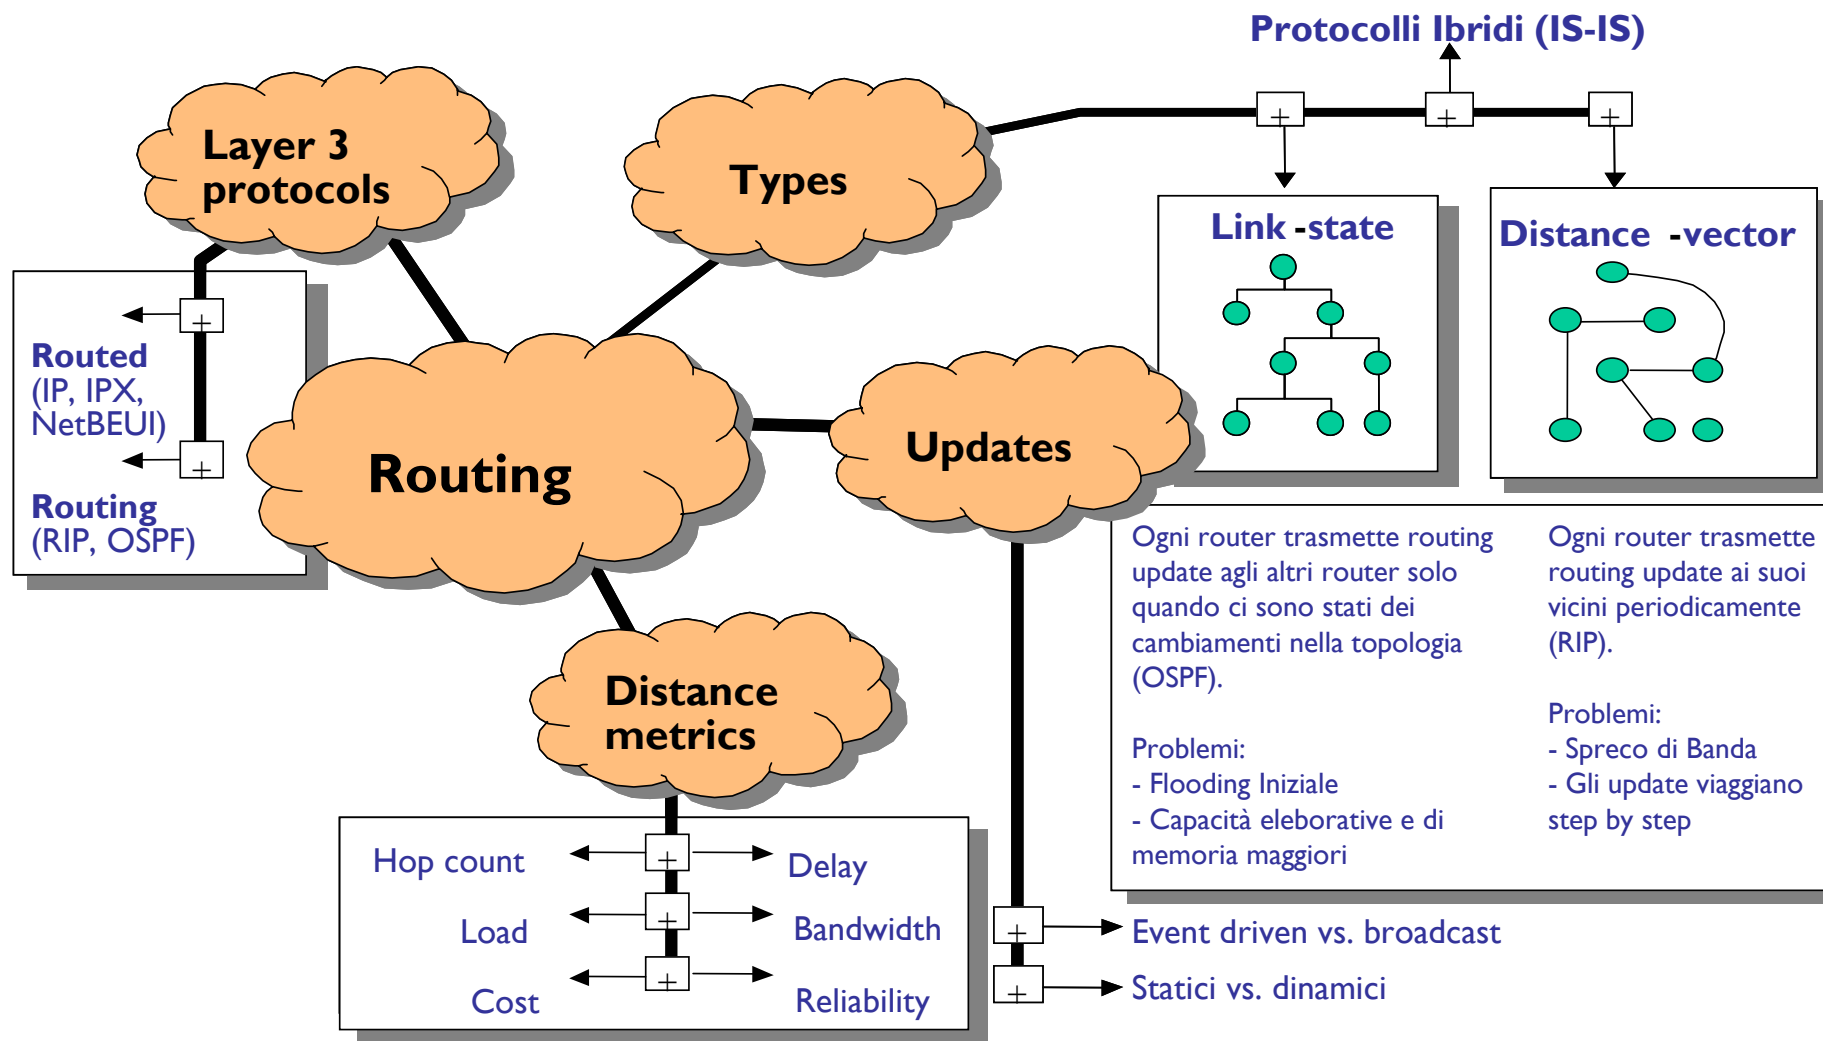 Protocolli Ibridi (IS-IS)
Layer 3
protocols
Types
Link -state
Distance -vector
Routed
(IP, IPX,
NetBEUI)
Routing
(RIP, OSPF)
Routing
Updates
Distance
metrics
Ogni router trasmette routing
update agli altri router solo
quando ci sono stati dei
cambiamenti nella topologia
(OSPF).
Problemi:
- Flooding Iniziale
- Capacità eleborative e di
memoria maggiori
Ogni router trasmette
routing update ai suoi
vicini periodicamente
(RIP).
Problemi:
- Spreco di Banda
- Gli update viaggiano
step by step
Hop count
Delay
Load
Bandwidth
Cost
Reliability
Event driven vs. broadcast
Statici vs. dinamici